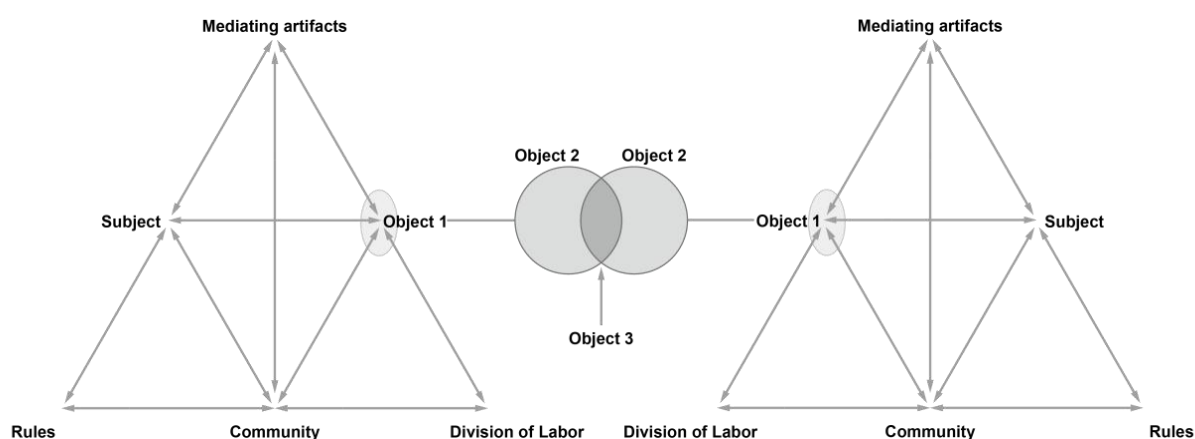 Mediating artifacts
Mediating artifacts
Object 2
Object 2
Subject
Object 1
Object 1
Subject
Object 3
Rules
Community
Division of Labor
Division of Labor
Community
Rules